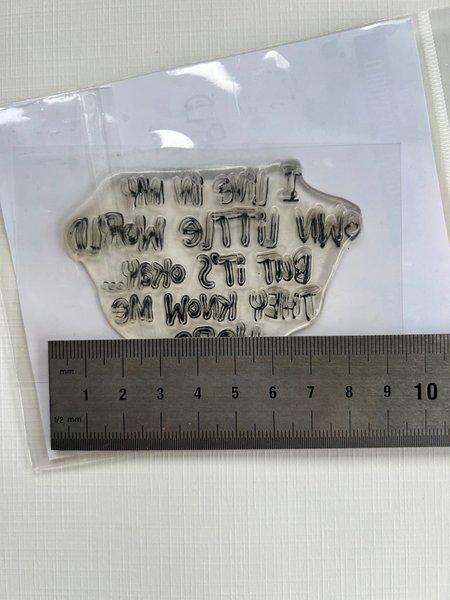 I LIVE IN MY
OWN LITTLE WORLD
BUT IT'S OKAY...
THEY KNOW ME
mm
1 2 3 4 5 6 7 8 9 10
1/2 mm